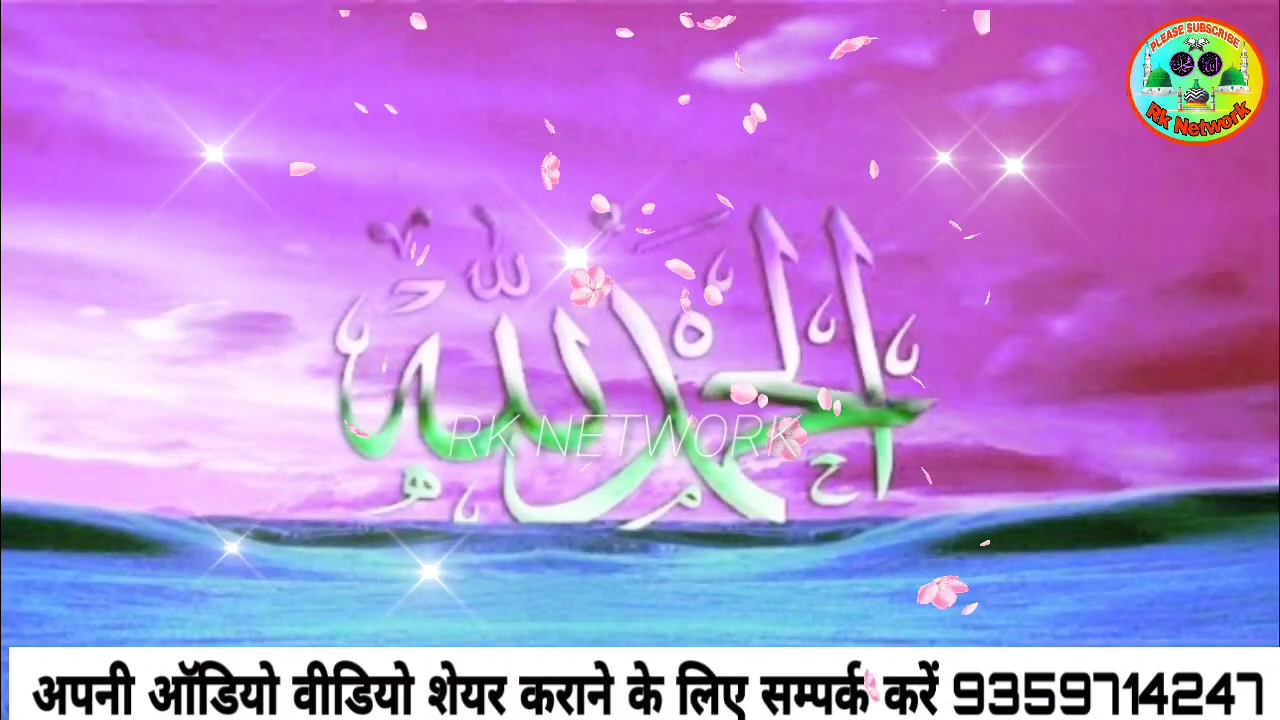 PLEASE SUBSCRIBE
Rk Network
الحمد لله
RK NETWORK
अपनी ऑडियो वीडियो शेयर कराने के लिए सम्पर्क करें 9359714247